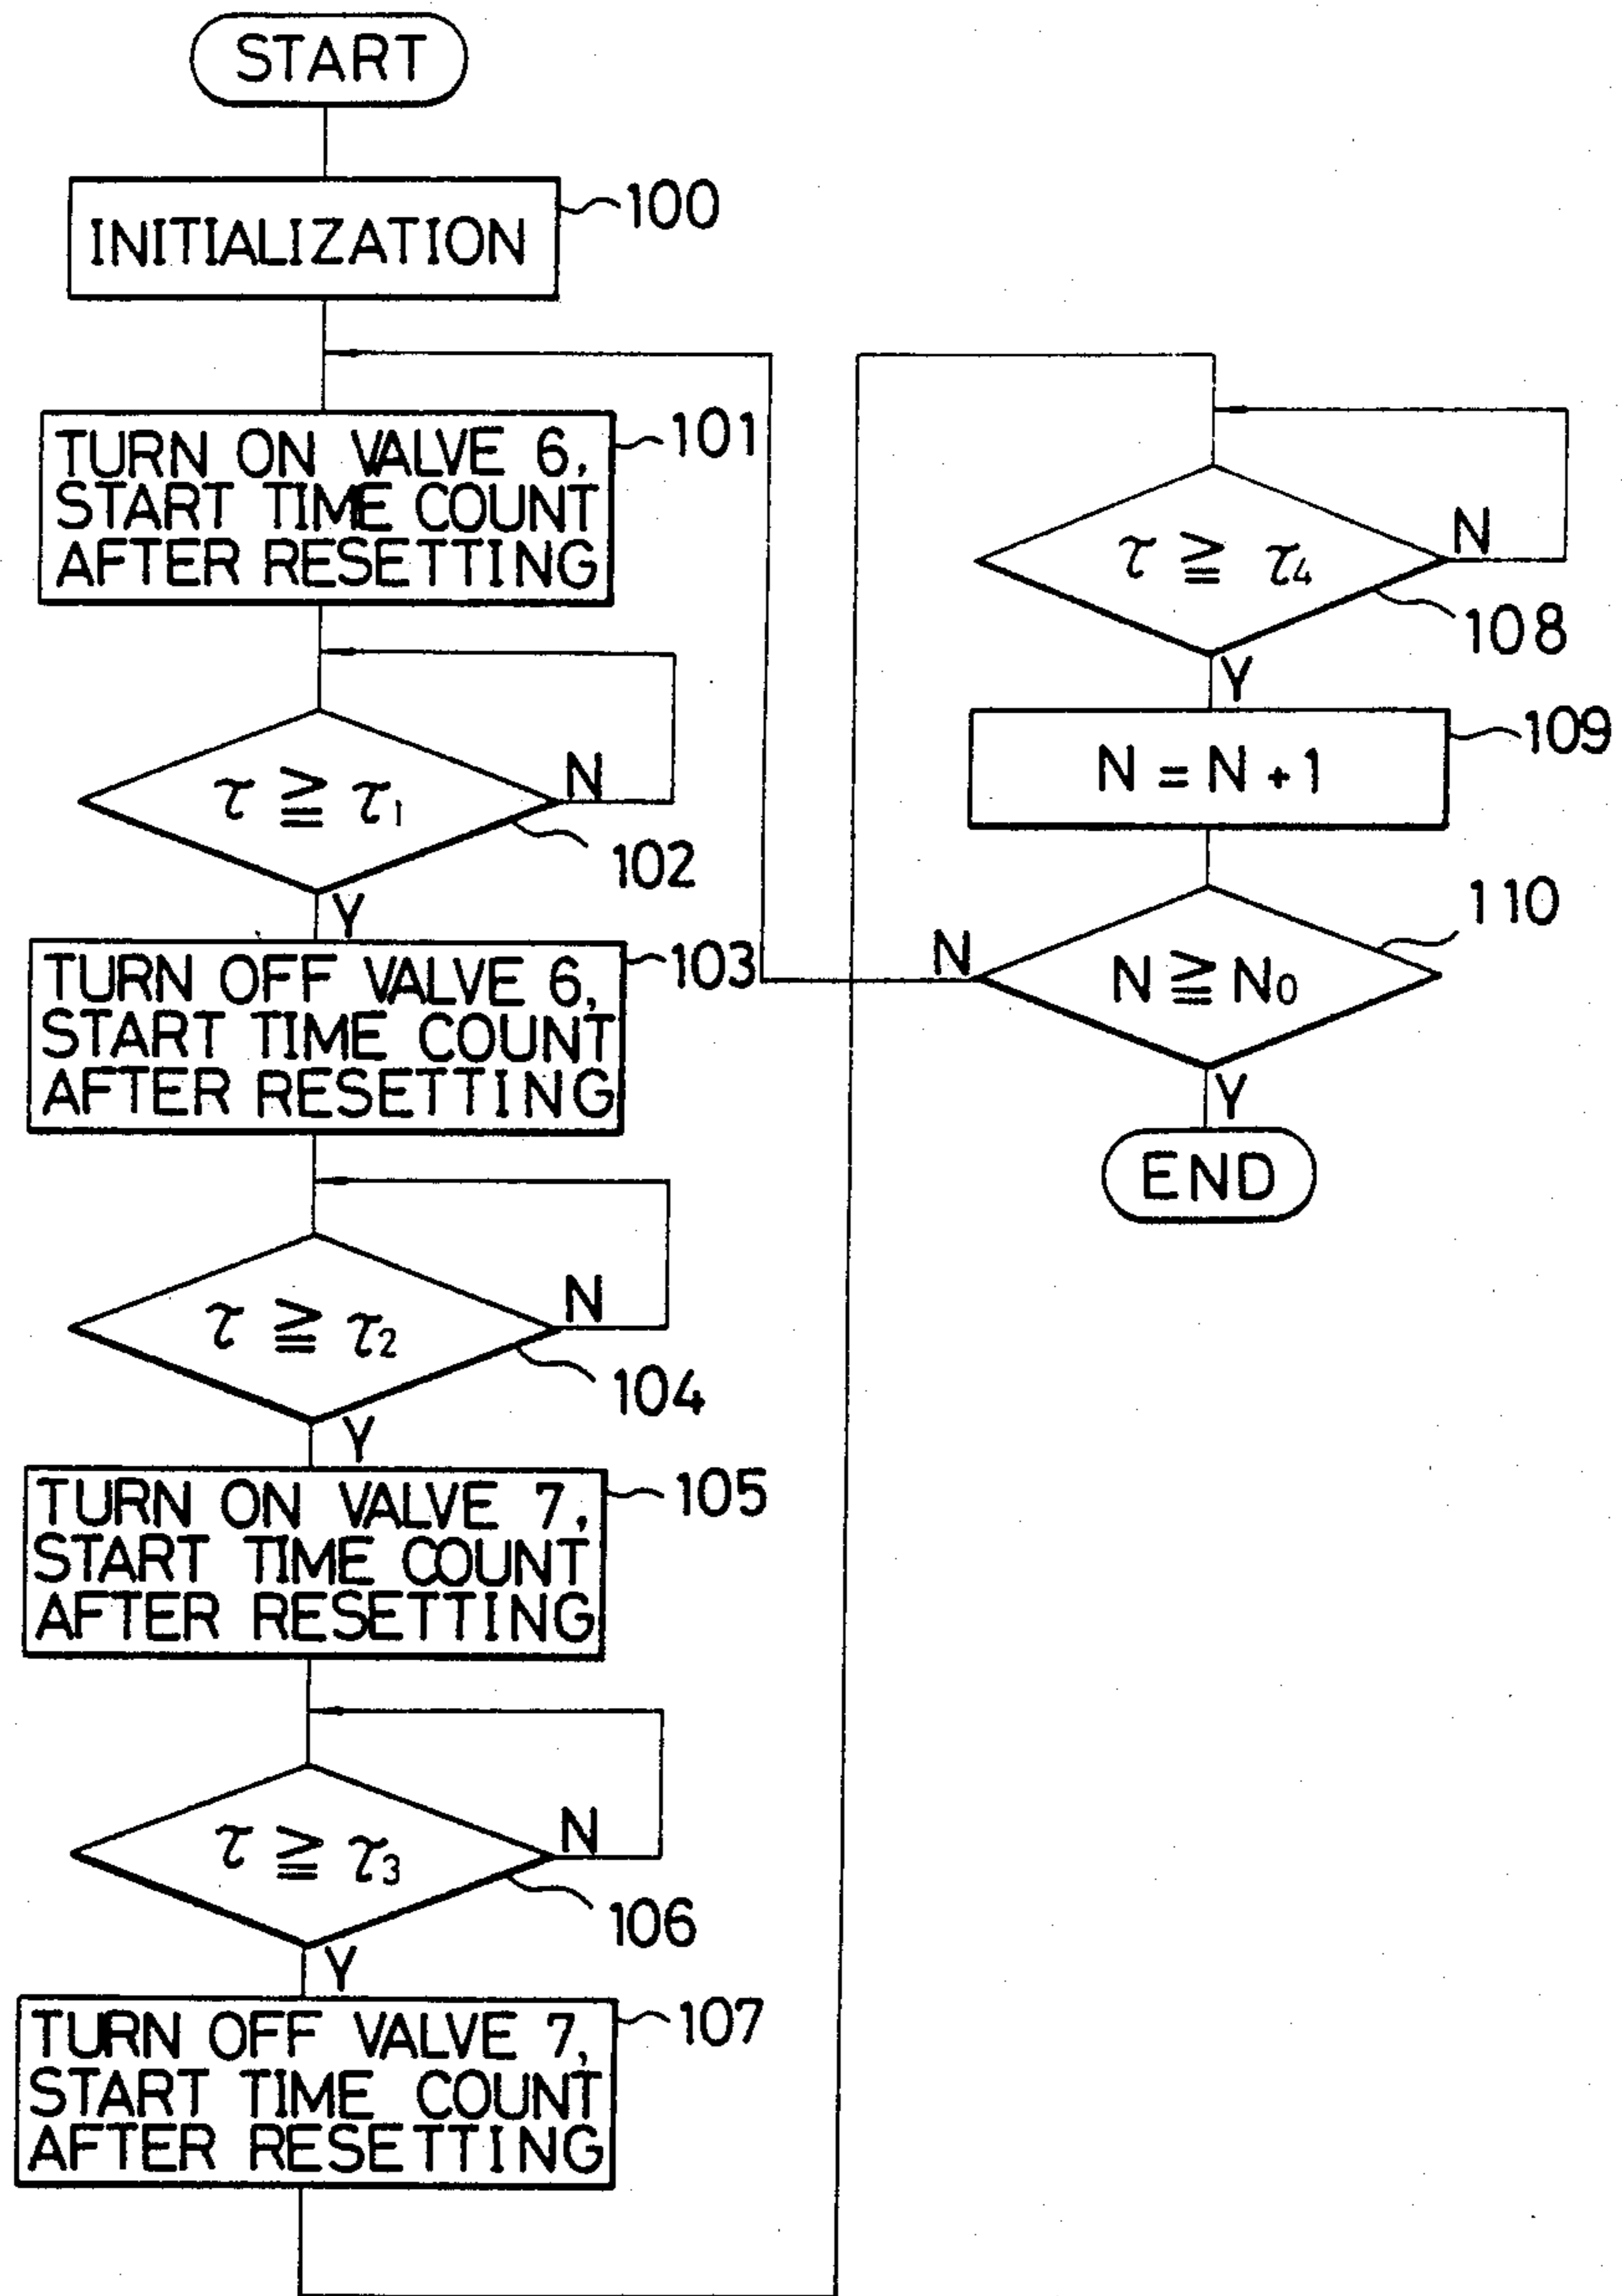 START
INITIALIZATION
100
TURN ON VALVE 6,
START TIME COUNT
AFTER RESETTING
101
τ ≧ τ1
N
102
Y
TURN OFF VALVE 6,
START TIME COUNT
AFTER RESETTING
103
τ ≧ τ2
N
104
Y
TURN ON VALVE 7,
START TIME COUNT
AFTER RESETTING
105
τ ≧ τ3
N
106
Y
TURN OFF VALVE 7,
START TIME COUNT
AFTER RESETTING
107
τ ≧ τ4
N
108
Y
N = N + 1
109
N ≧ N0
110
N
Y
END